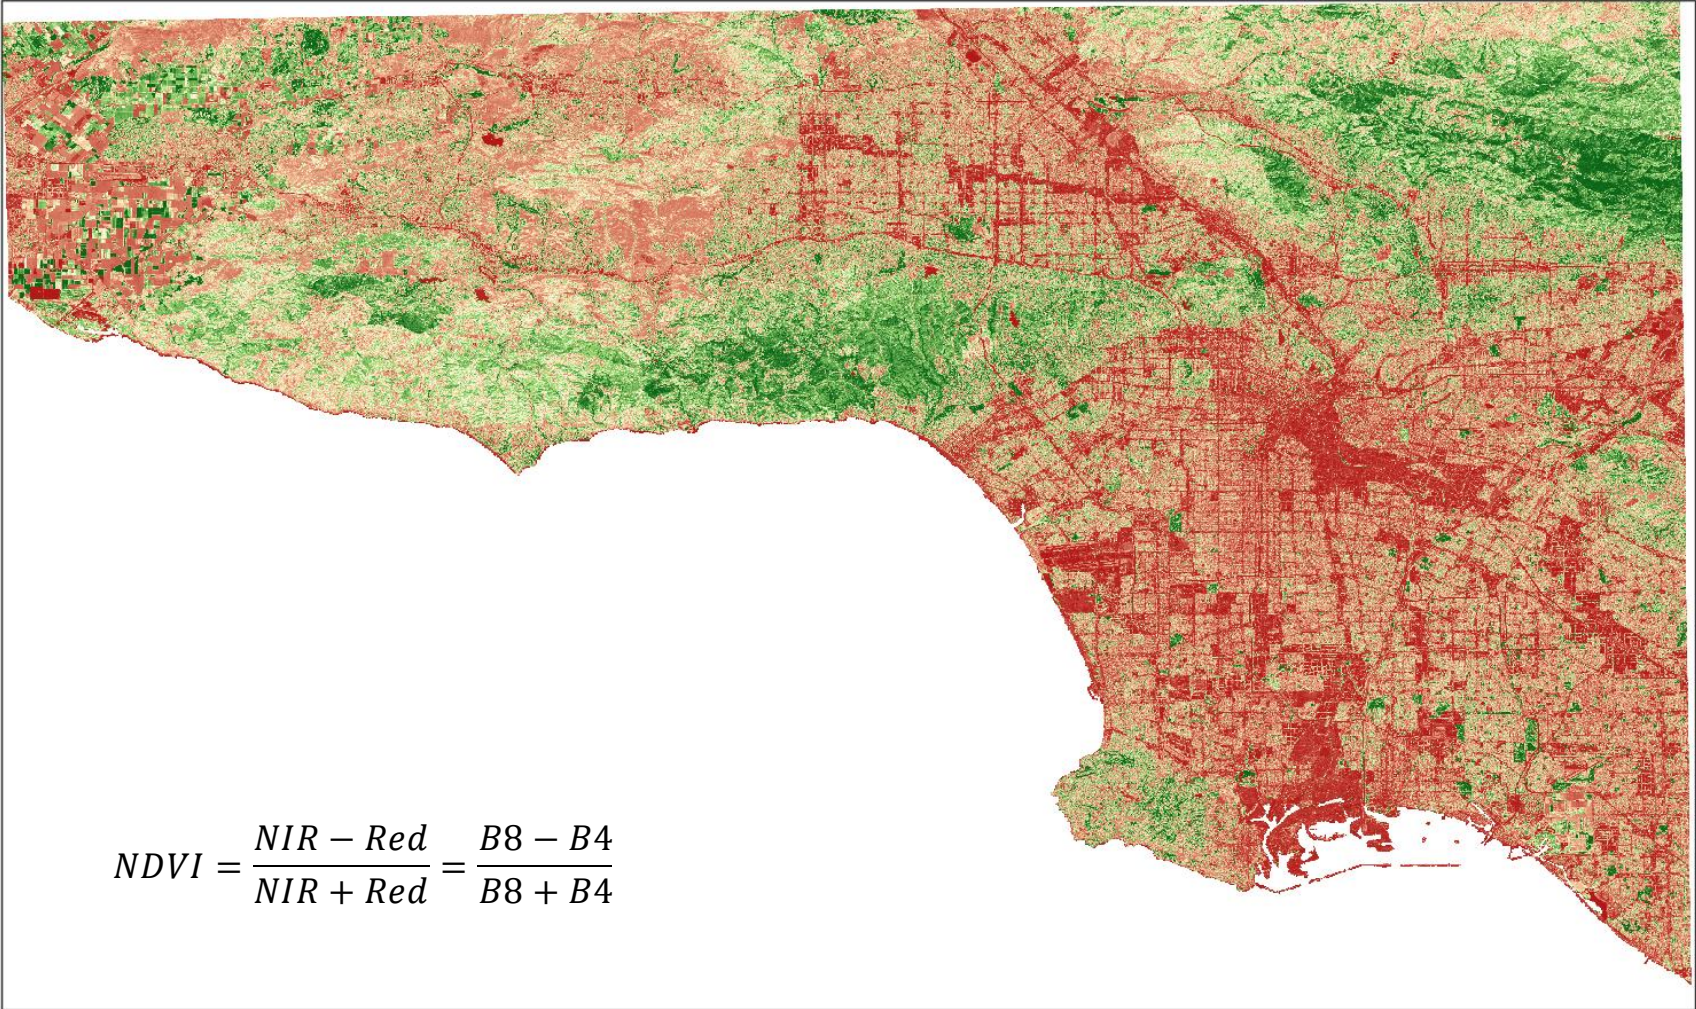 NDVI = (NIR − Red) / (NIR + Red) = (B8 − B4) / (B8 + B4)